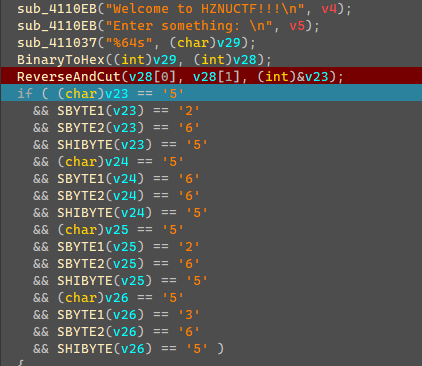 sub_4110EB("Welcome to HZNUCTF!!!\n", v4);
sub_4110EB("Enter something: \n", v5);
sub_411037("%64s", (char)v29);
BinaryToHex((int)v29, (int)v28);
ReverseAndCut(v28[0], v28[1], (int)&v23);
if ( (char)v23 == '5'
&& SBYTE1(v23) == '2'
&& SBYTE2(v23) == '6'
&& SHIBYTE(v23) == '5'
&& (char)v24 == '5'
&& SBYTE1(v24) == '6'
&& SBYTE2(v24) == '6'
&& SHIBYTE(v24) == '5'
&& (char)v25 == '5'
&& SBYTE1(v25) == '2'
&& SBYTE2(v25) == '6'
&& SHIBYTE(v25) == '5'
&& (char)v26 == '5'
&& SBYTE1(v26) == '3'
&& SBYTE2(v26) == '6'
&& SHIBYTE(v26) == '5' )
{